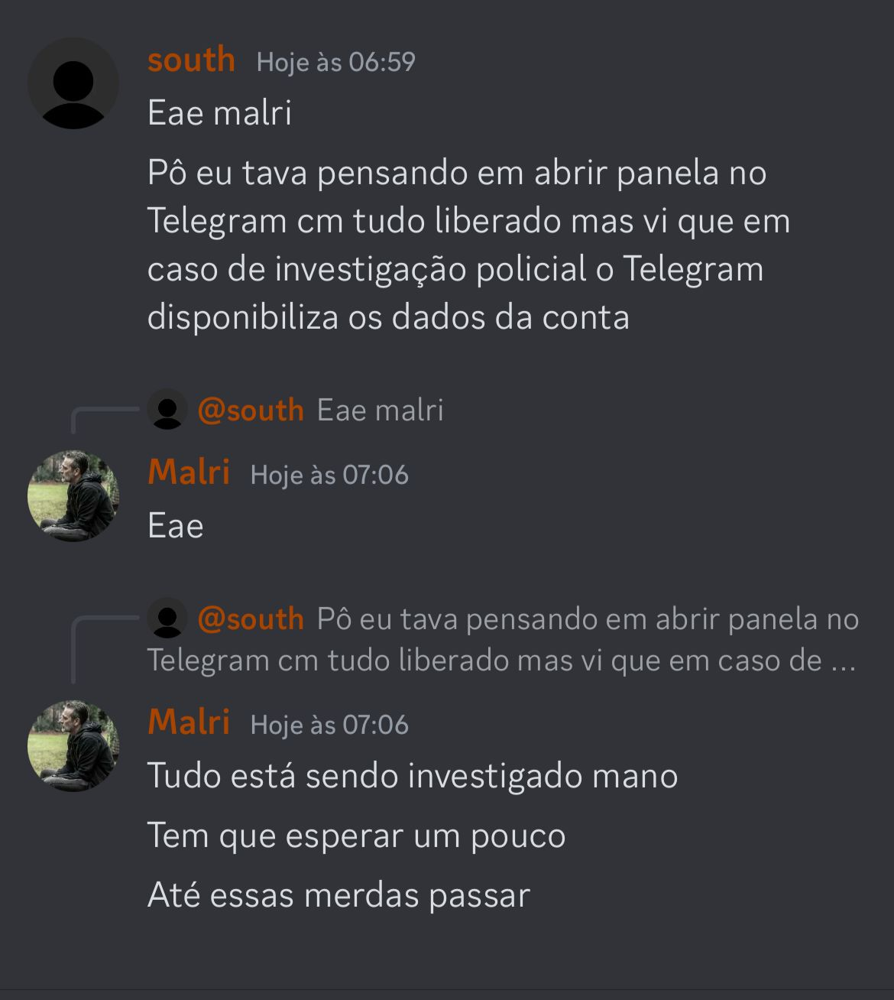 south Hoje às 06:59
Eae malri
Pô eu tava pensando em abrir panela no
Telegram cm tudo liberado mas vi que em
caso de investigação policial o Telegram
disponibiliza os dados da conta
@south Eae malri
Malri Hoje às 07:06
Eae
@south Pô eu tava pensando em abrir panela no
Telegram cm tudo liberado mas vi que em caso de ...
Malri Hoje às 07:06
Tudo está sendo investigado mano
Tem que esperar um pouco
Até essas merdas passar